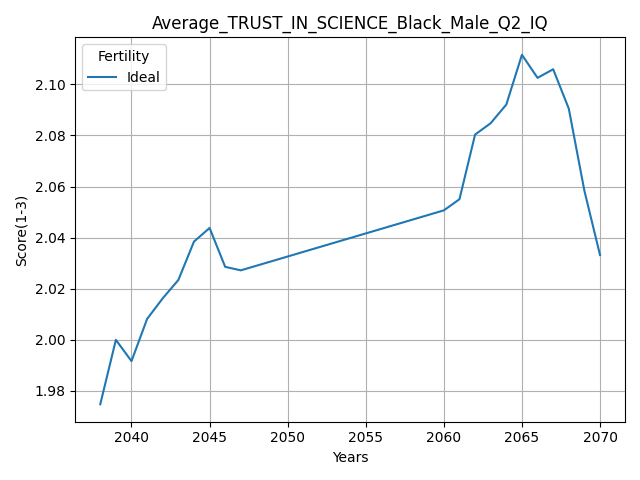 Average_TRUST_IN_SCIENCE_Black_Male_Q2_IQ
Fertility
Ideal
Score(1-3)
2.10
2.08
2.06
2.04
2.02
2.00
1.98
2040 2045 2050 2055 2060 2065 2070
Years